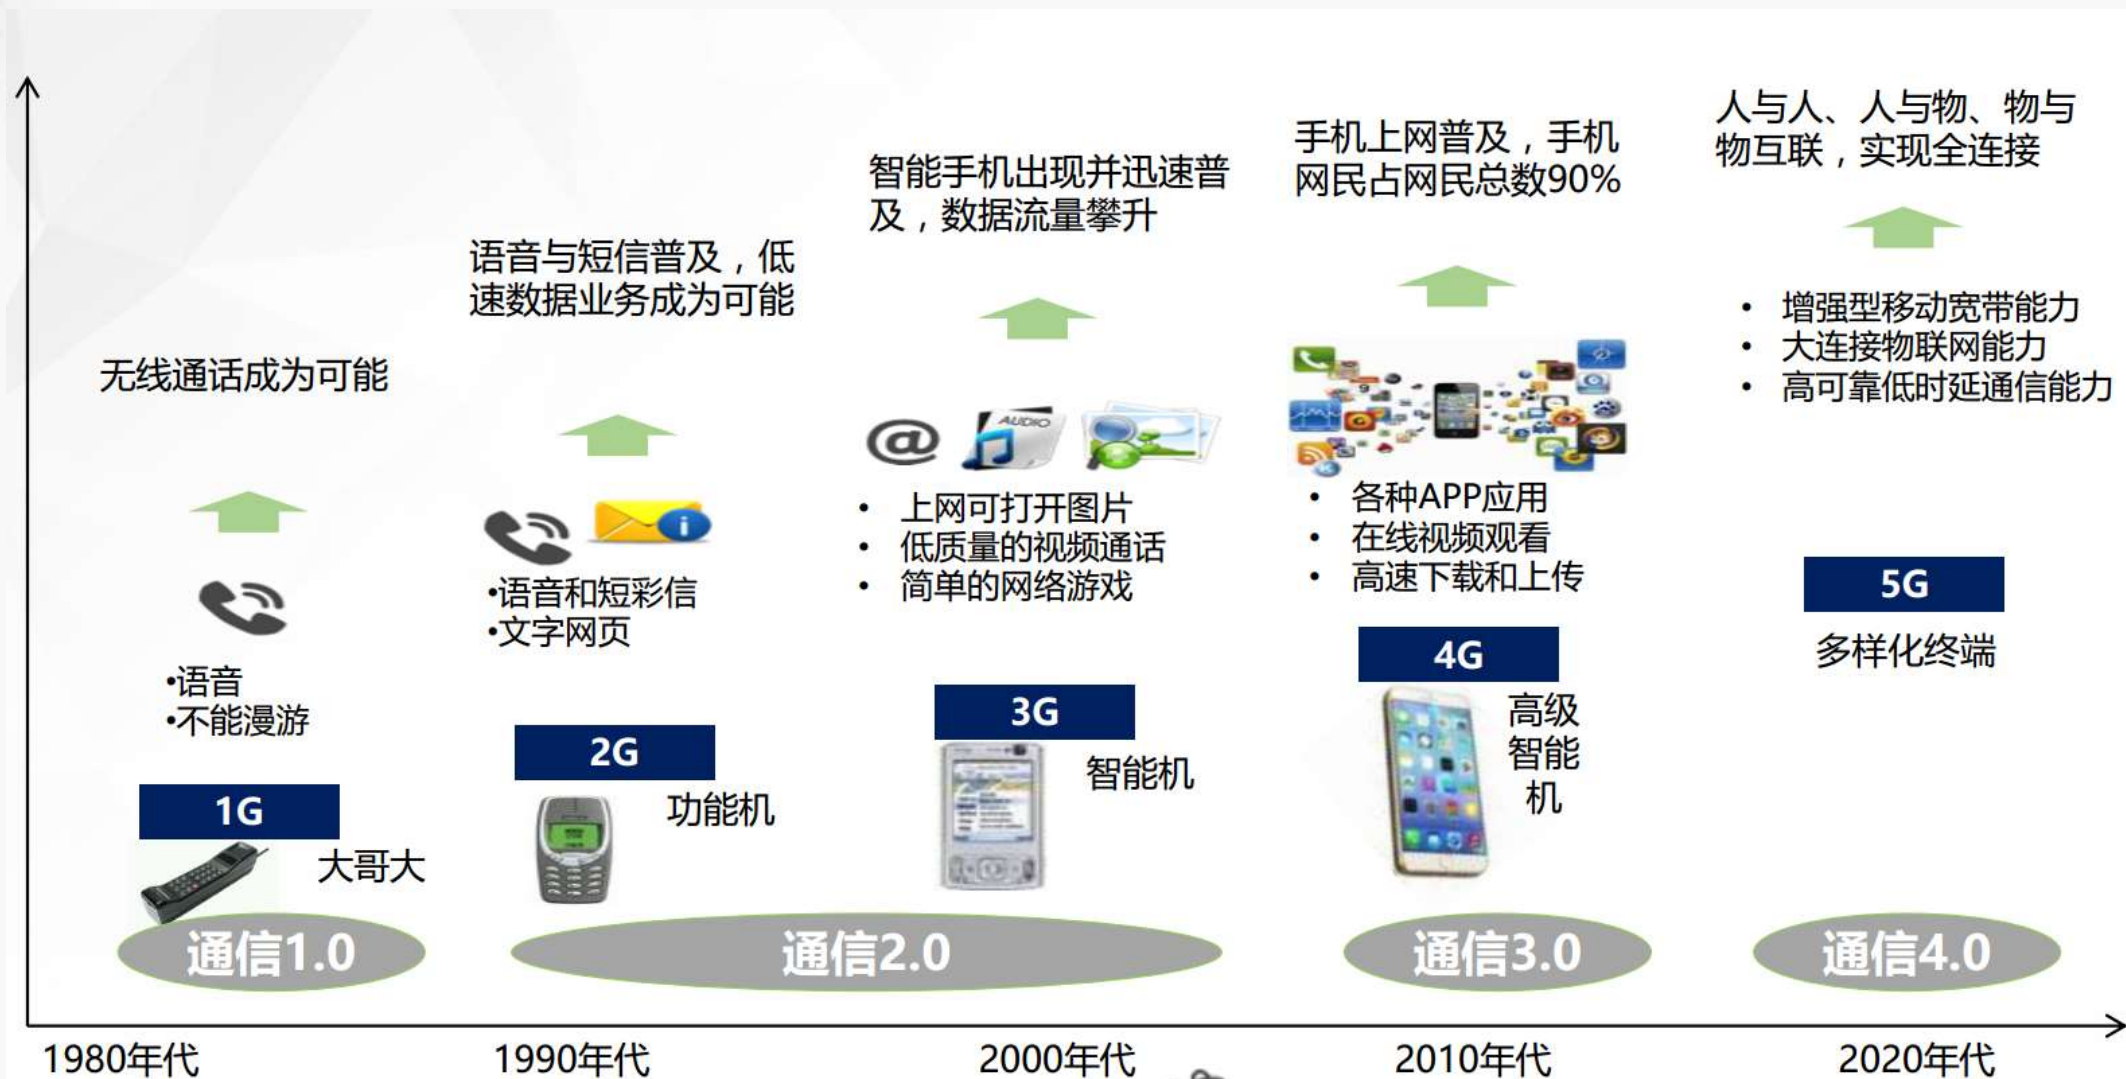 无线通话成为可能
•语音
•不能漫游
1G
大哥大
通信1.0
1980年代
语音与短信普及，低
速数据业务成为可能
•语音和短彩信
•文字网页
2G
功能机
1990年代
智能手机出现并迅速普
及，数据流量攀升
@
AUDIO
• 上网可打开图片
• 低质量的视频通话
• 简单的网络游戏
3G
智能机
通信2.0
2000年代
手机上网普及，手机
网民占网民总数90%
• 各种APP应用
• 在线视频观看
• 高速下载和上传
4G
高级
智能
机
通信3.0
2010年代
人与人、人与物、物与
物互联，实现全连接
• 增强型移动宽带能力
• 大连接物联网能力
• 高可靠低时延通信能力
5G
多样化终端
通信4.0
2020年代